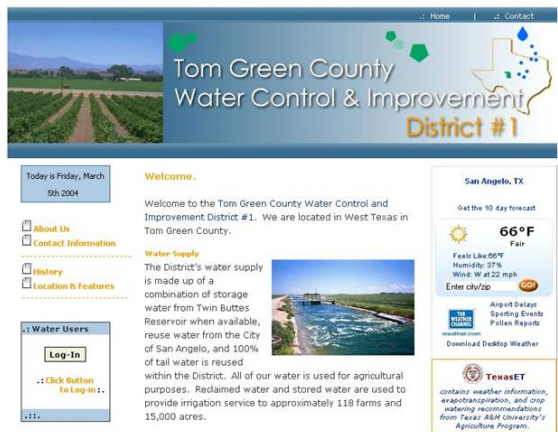 .: Home | .: Contact
Tom Green County
Water Control & Improvement
District #1
Today is Friday, March
5th 2004
About Us
Contact Information
History
Location & Features
.: Water Users
Log-In
.:Click Button
to Log-in:.
.::.
Welcome.
Welcome to the Tom Green County Water Control and
Improvement District #1. We are located in West Texas in
Tom Green County.
Water Supply
The District's water supply
is made up of a
combination of storage
water from Twin Buttes
Reservoir when available,
reuse water from the City
of San Angelo, and 100%
of tail water is reused
within the District. All of our water is used for agricultural
purposes. Reclaimed water and stored water are used to
provide irrigation service to approximately 118 farms and
15,000 acres.
San Angelo, TX
Get the 10 day forecast
66°F
Fair
Feels Like:66°F
Humidity: 37%
Wind: W at 22 mph
Enter city/zip GO!
THE WEATHER CHANNEL
weather.com
Airport Delays
Sporting Events
Pollen Reports
Download Desktop Weather
TexasET
contains weather information,
evapotranspiration, and crop
watering recommendations
from Texas A&M University's
Agriculture Program.